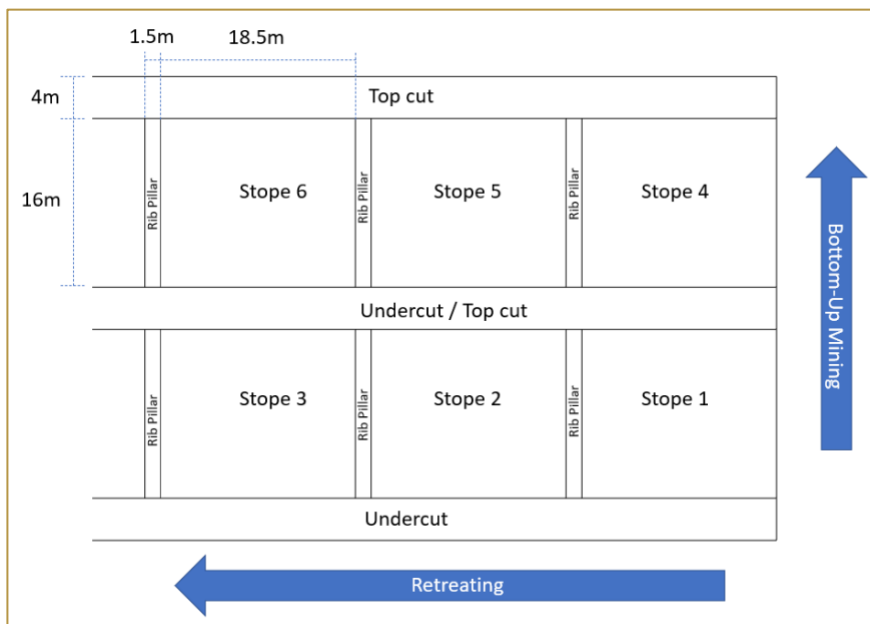 1.5m
18.5m
4m
Top cut
16m
Rib Pillar
Stope 6
Rib Pillar
Stope 5
Rib Pillar
Stope 4
Bottom-Up Mining
Undercut / Top cut
Rib Pillar
Stope 3
Rib Pillar
Stope 2
Rib Pillar
Stope 1
Undercut
Retreating